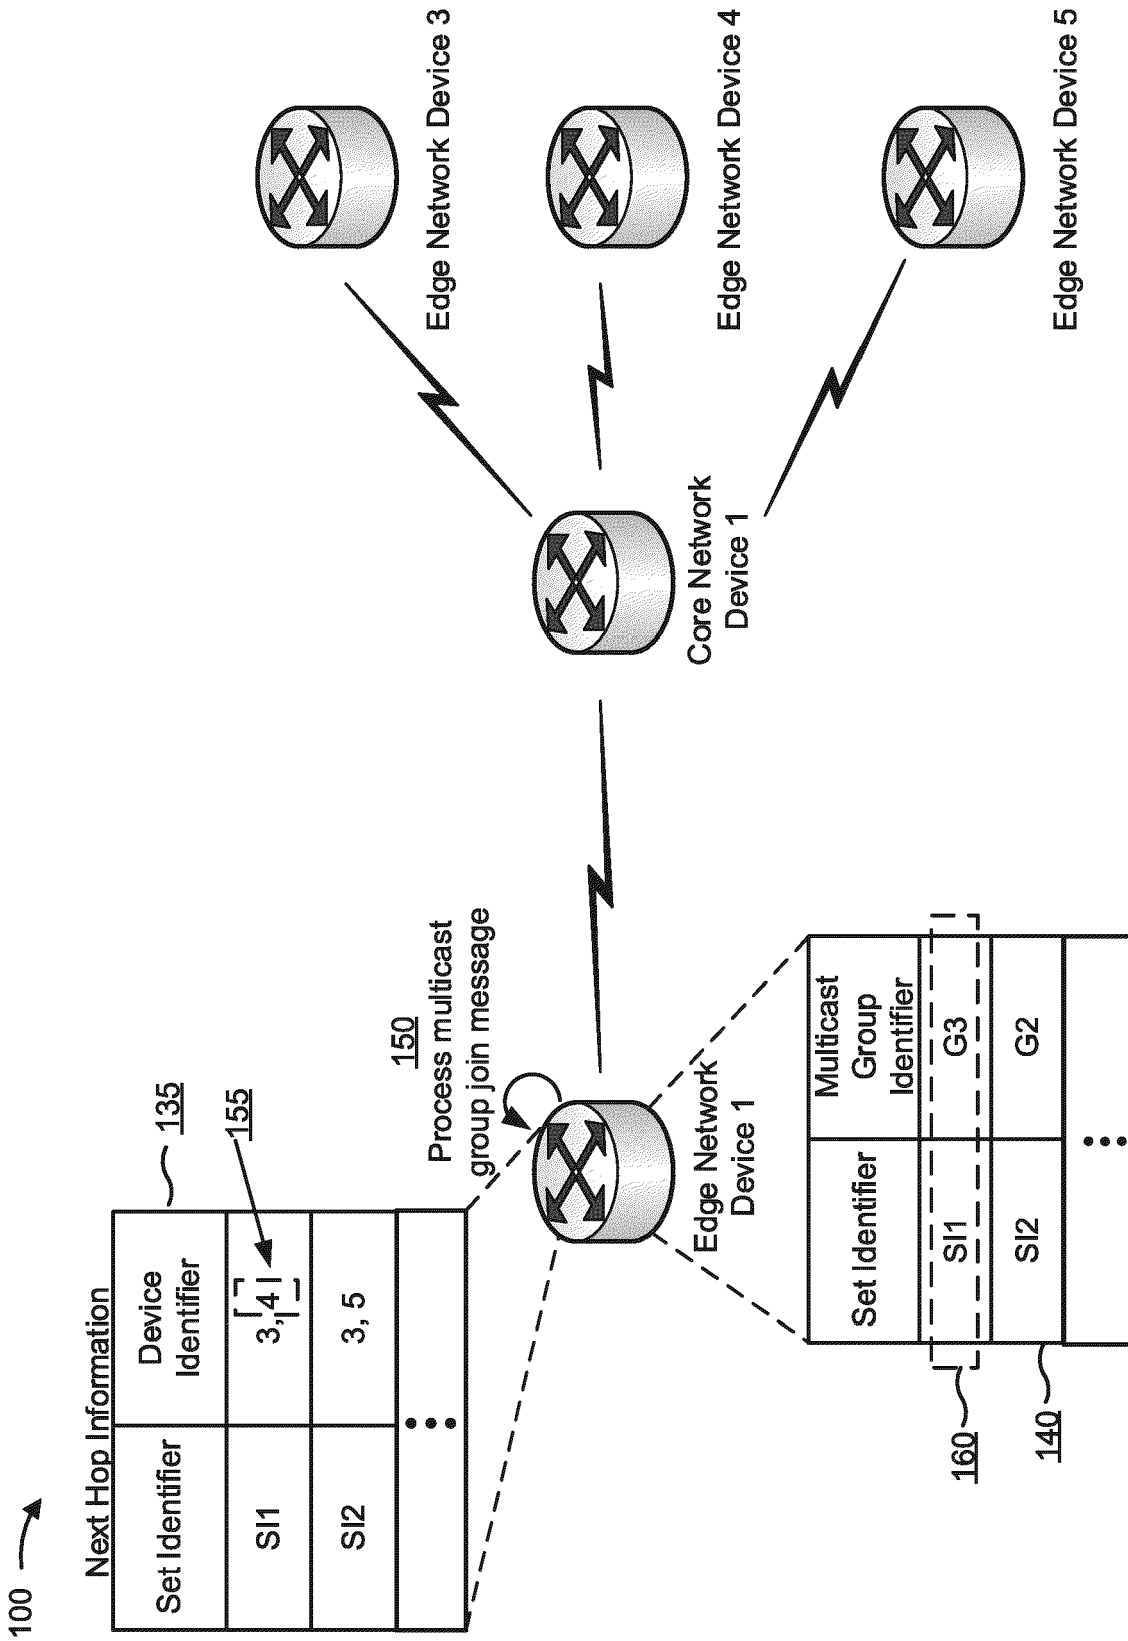 100
Next Hop Information
Set Identifier
Device
Identifier
SI1
3, 4
SI2
3, 5
135
155
150
Process multicast
group join message
Edge Network
Device 1
Core Network
Device 1
Edge Network Device 3
Edge Network Device 4
Edge Network Device 5
Set Identifier
Multicast
Group
Identifier
SI1
G3
SI2
G2
160
140